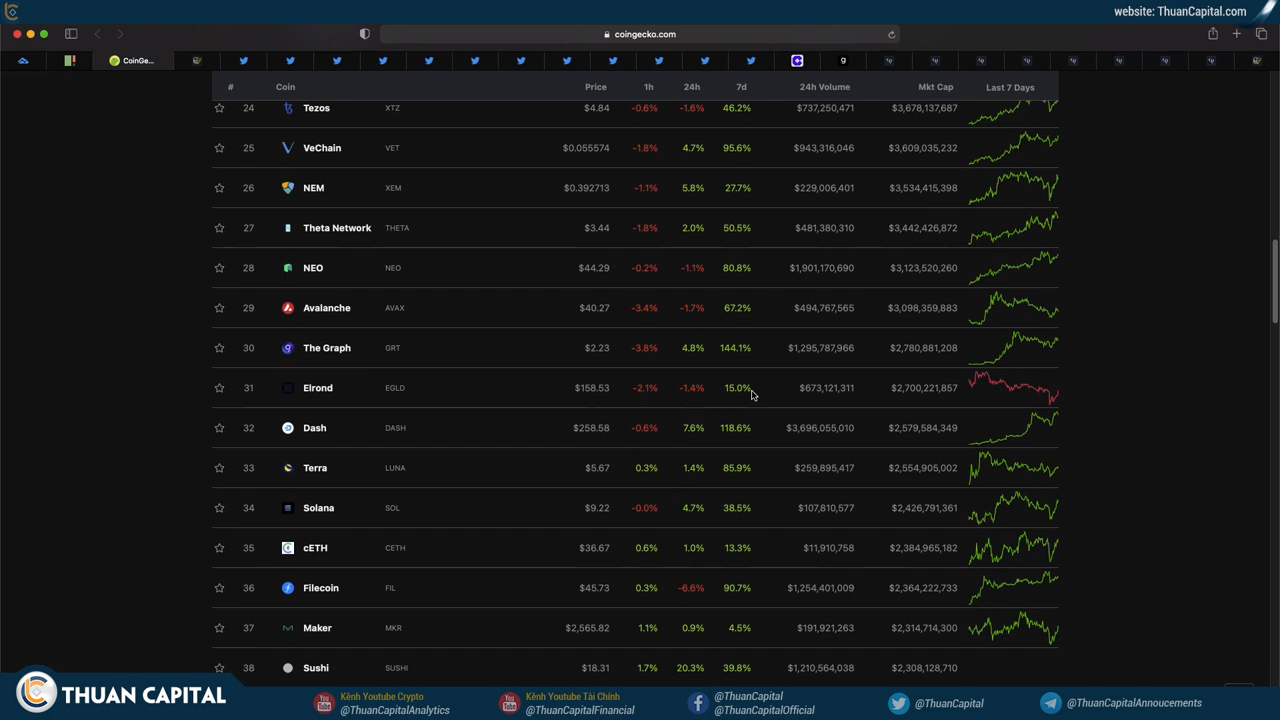 website: ThuanCapital.com
coingecko.com
CoinGe...
# Coin Price 1h 24h 7d 24h Volume Mkt Cap Last 7 Days
24 Tezos XTZ $4.84 -0.6% -1.6% 46.2% $737,250,471 $3,678,137,687
25 VeChain VET $0.055574 -1.8% 4.7% 95.6% $943,316,046 $3,609,035,232
26 NEM XEM $0.392713 -1.1% 5.8% 27.7% $229,006,401 $3,534,415,398
27 Theta Network THETA $3.44 -1.8% 2.0% 50.5% $481,380,310 $3,442,426,872
28 NEO NEO $44.29 -0.2% -1.1% 80.8% $1,901,170,690 $3,123,520,260
29 Avalanche AVAX $40.27 -3.4% -1.7% 67.2% $494,767,565 $3,098,359,883
30 The Graph GRT $2.23 -3.8% 4.8% 144.1% $1,295,787,966 $2,780,881,208
31 Elrond EGLD $158.53 -2.1% -1.4% 15.0% $673,121,311 $2,700,221,857
32 Dash DASH $258.58 -0.6% 7.6% 118.6% $3,696,055,010 $2,579,584,349
33 Terra LUNA $5.67 0.3% 1.4% 85.9% $259,895,417 $2,554,905,002
34 Solana SOL $9.22 -0.0% 4.7% 38.5% $107,810,577 $2,426,791,361
35 cETH CETH $36.67 0.6% 1.0% 13.3% $11,910,758 $2,384,965,182
36 Filecoin FIL $45.73 0.3% -6.6% 90.7% $1,254,401,009 $2,364,222,733
37 Maker MKR $2,565.82 1.1% 0.9% 4.5% $191,921,263 $2,314,714,300
38 Sushi SUSHI $18.31 1.7% 20.3% 39.8% $1,210,564,038 $2,308,128,710
THUAN CAPITAL
Kênh Youtube Crypto
@ThuanCapitalAnalytics
Kênh Youtube Tài Chính
@ThuanCapitalFinancial
@ThuanCapital
@ThuanCapitalOfficial
@ThuanCapital
@ThuanCapitalAnnoucements